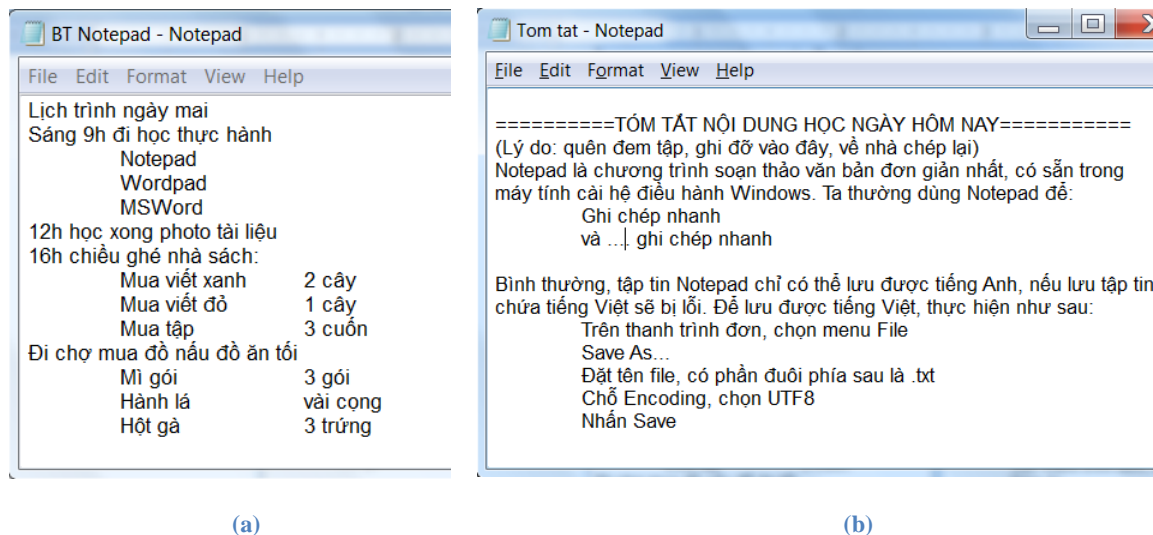 BT Notepad - Notepad
File Edit Format View Help
Lịch trình ngày mai
Sáng 9h đi học thực hành
Notepad
Wordpad
MSWord
12h học xong photo tài liệu
16h chiều ghé nhà sách:
Mua viết xanh 2 cây
Mua viết đỏ 1 cây
Mua tập 3 cuốn
Đi chợ mua đồ nấu đồ ăn tối
Mì gói 3 gói
Hành lá vài cọng
Hột gà 3 trứng
(a)
Tom tat - Notepad
File Edit Format View Help
==========TÓM TẮT NỘI DUNG HỌC NGÀY HÔM NAY===========
(Lý do: quên đem tập, ghi đỡ vào đây, về nhà chép lại)
Notepad là chương trình soạn thảo văn bản đơn giản nhất, có sẵn trong
máy tính cài hệ điều hành Windows. Ta thường dùng Notepad để:
Ghi chép nhanh
và .... ghi chép nhanh
Bình thường, tập tin Notepad chỉ có thể lưu được tiếng Anh, nếu lưu tập tin
chứa tiếng Việt sẽ bị lỗi. Để lưu được tiếng Việt, thực hiện như sau:
Trên thanh trình đơn, chọn menu File
Save As...
Đặt tên file, có phần đuôi phía sau là .txt
Chỗ Encoding, chọn UTF8
Nhấn Save
(b)